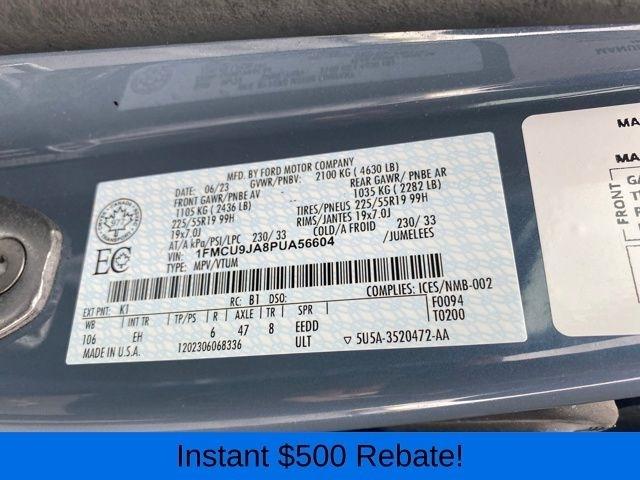 MFD. BY FORD MOTOR COMPANY
DATE: 06/23 GVWR/PNBV: 2100 KG ( 4630 LB)
FRONT GAWR/PNBE AV REAR GAWR/ PNBE AR
1105 KG ( 2436 LB) 1035 KG ( 2282 LB)
225/55R19 99H TIRES/PNEUS 225/55R19 99H
19x7.0J RIMS/JANTES 19x7.0J
AT/A kPa/PSI/LPC 230/ 33 COLD/A FROID 230/ 33
VIN: 1FMCU9JA8PUA56604 /JUMELEES
TYPE: MPV/VTUM
CANADA
EC
EXT PNT: K1 RC: B1 DSO: COMPLIES: ICES/NMB-002
WB INT TR TP/PS R AXLE TR SPR F0094
106 EH 6 47 8 EEDD T0200
MADE IN U.S.A. 1202306068336 ULT ▽ 5U5A-3520472-AA
MA
MA
FRONT
Instant $500 Rebate!